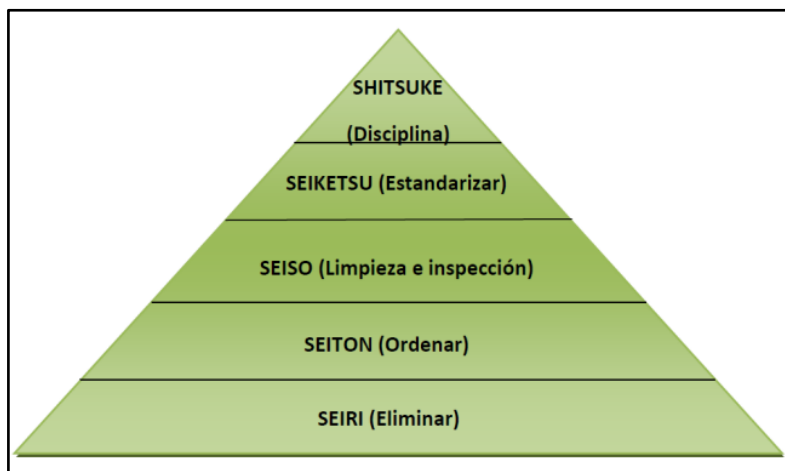 SHITSUKE
(Disciplina)
SEIKETSU (Estandarizar)
SEISO (Limpieza e inspección)
SEITON (Ordenar)
SEIRI (Eliminar)